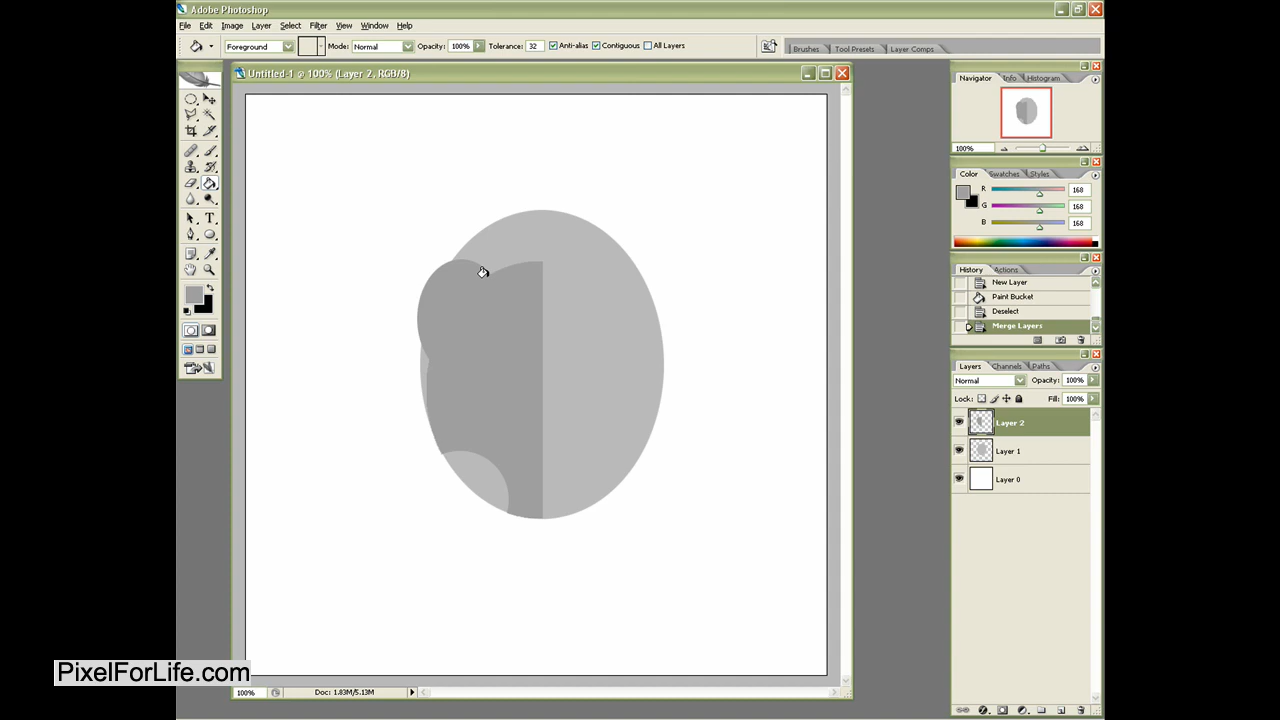 Adobe Photoshop
File Edit Image Layer Select Filter View Window Help
Foreground Mode: Normal Opacity: 100% Tolerance: 32 Anti-alias Contiguous All Layers
Brushes Tool Presets Layer Comps
Untitled-1 @ 100% (Layer 2, RGB/8)
Navigator Info Histogram
100%
Color Swatches Styles
R 168
G 168
B 168
History Actions
New Layer
Paint Bucket
Deselect
Merge Layers
Layers Channels Paths
Normal Opacity: 100%
Lock: Fill: 100%
Layer 2
Layer 1
Layer 0
100% Doc: 1.83M/5.13M
PixelForLife.com